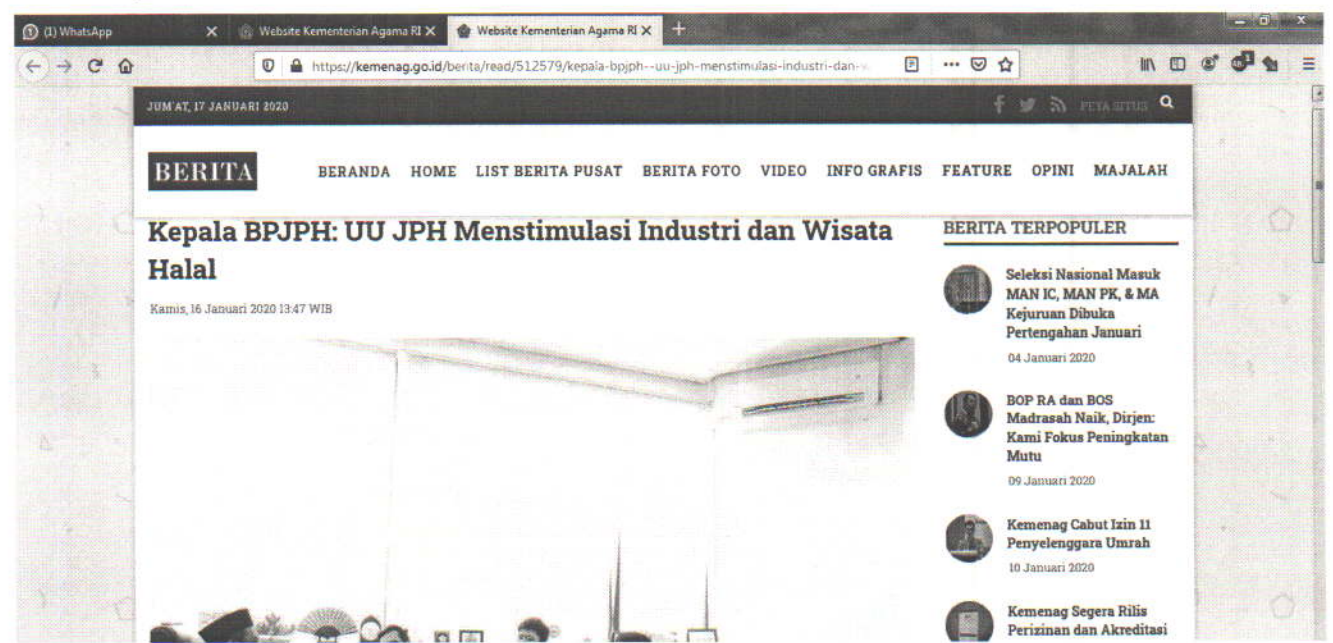 (1) WhatsApp
Website Kementerian Agama RI
Website Kementerian Agama RI
https://kemenag.go.id/berita/read/512579/kepala-bpjph--uu-jph-menstimulasi-industri-dan-
JUM'AT, 17 JANUARI 2020
PETA SITUS
BERITA
BERANDA HOME LIST BERITA PUSAT BERITA FOTO VIDEO INFO GRAFIS FEATURE OPINI MAJALAH
Kepala BPJPH: UU JPH Menstimulasi Industri dan Wisata
Halal
Kamis, 16 Januari 2020 13:47 WIB
BERITA TERPOPULER
Seleksi Nasional Masuk
MAN IC, MAN PK, & MA
Kejuruan Dibuka
Pertengahan Januari
04 Januari 2020
BOP RA dan BOS
Madrasah Naik, Dirjen:
Kami Fokus Peningkatan
Mutu
09 Januari 2020
Kemenag Cabut Izin 11
Penyelenggara Umrah
10 Januari 2020
Kemenag Segera Rilis
Perizinan dan Akreditasi